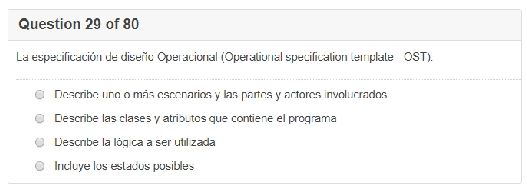 Question 29 of 80
La especificación de diseño Operacional (Operational specification template - OST).
Describe uno o más escenarios y las partes y actores involucrados
Describe las clases y atributos que contiene el programa
Describe la lógica a ser utilizada
Incluye los estados posibles